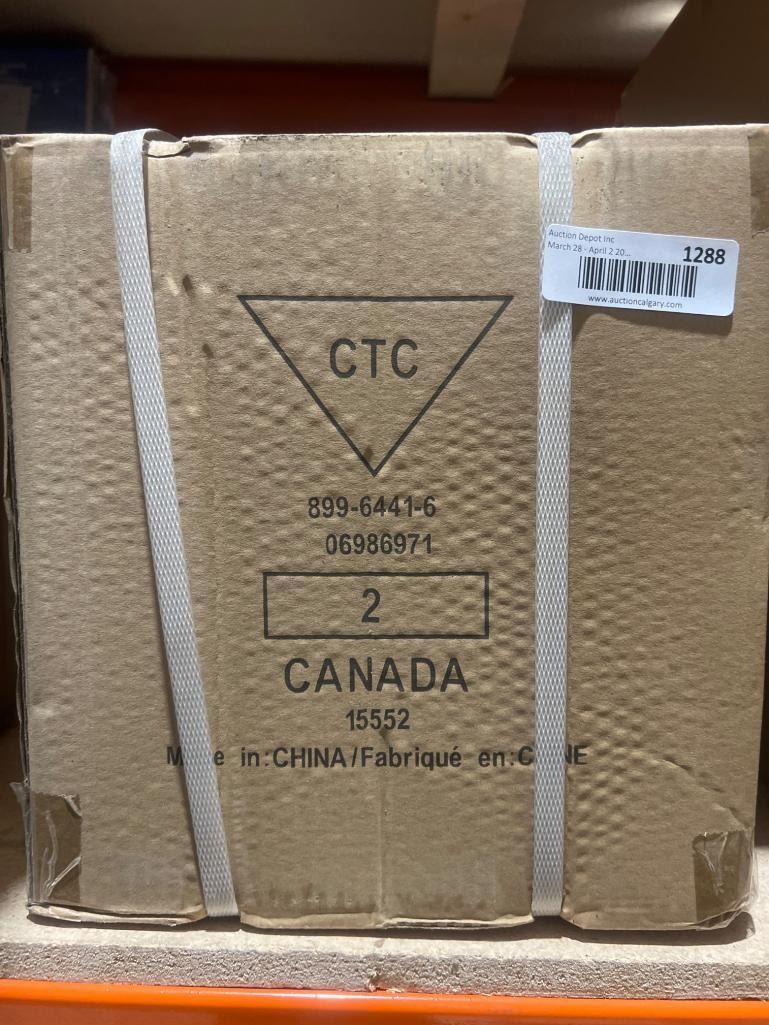 Auction Depot Inc
March 28 - April 2 20...
1288
www.auctioncalgary.com
CTC
899-6441-6
06986971
2
CANADA
15552
M e in:CHINA/Fabriqué en:C NE